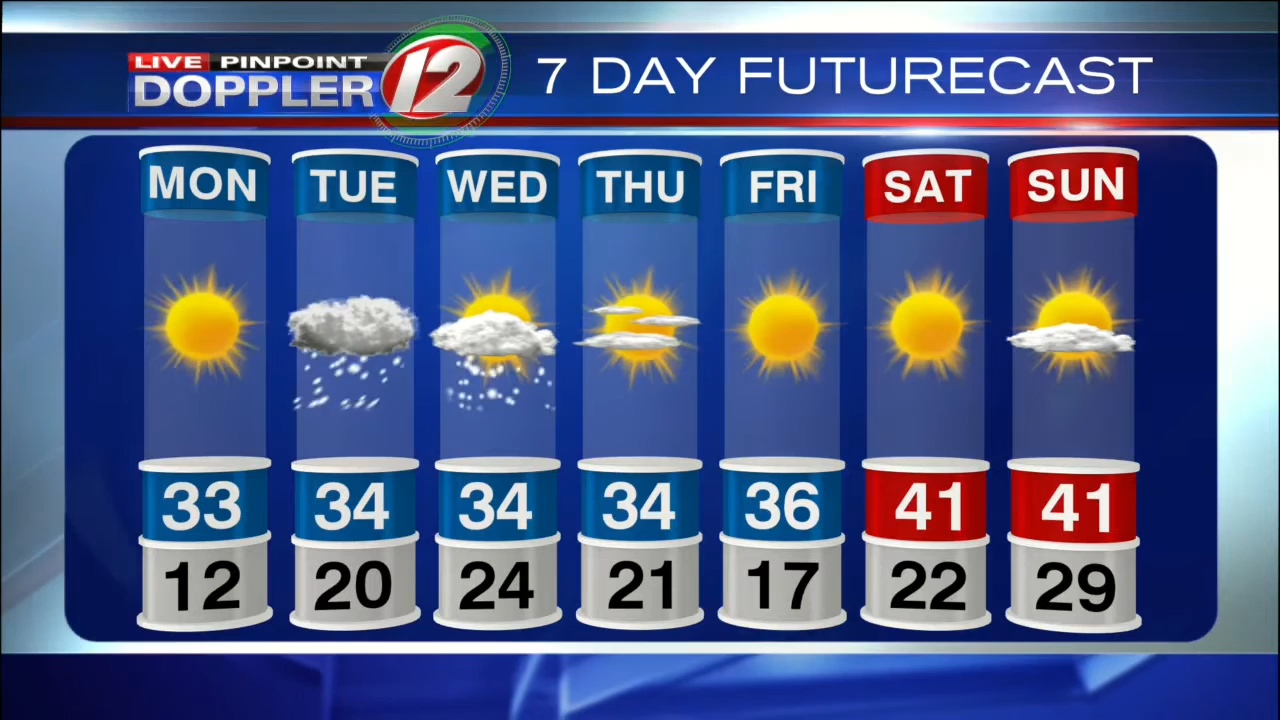 LIVE PINPOINT
DOPPLER 12
7 DAY FUTURECAST
MON TUE WED THU FRI SAT SUN
33 34 34 34 36 41 41
12 20 24 21 17 22 29